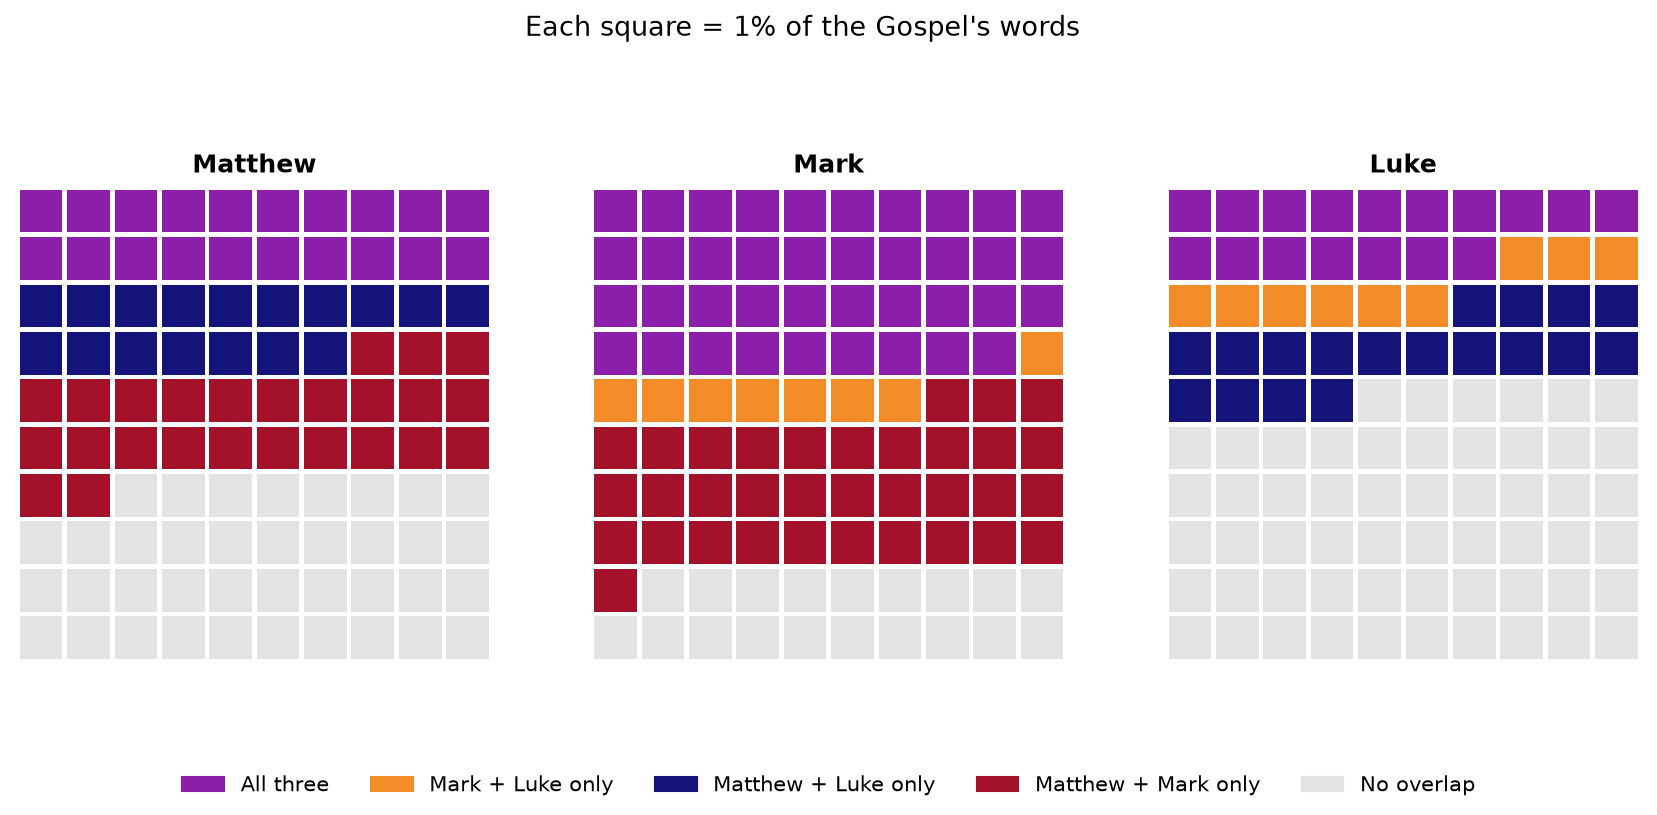 Each square = 1% of the Gospel's words
Matthew
Mark
Luke
All three
Mark + Luke only
Matthew + Luke only
Matthew + Mark only
No overlap